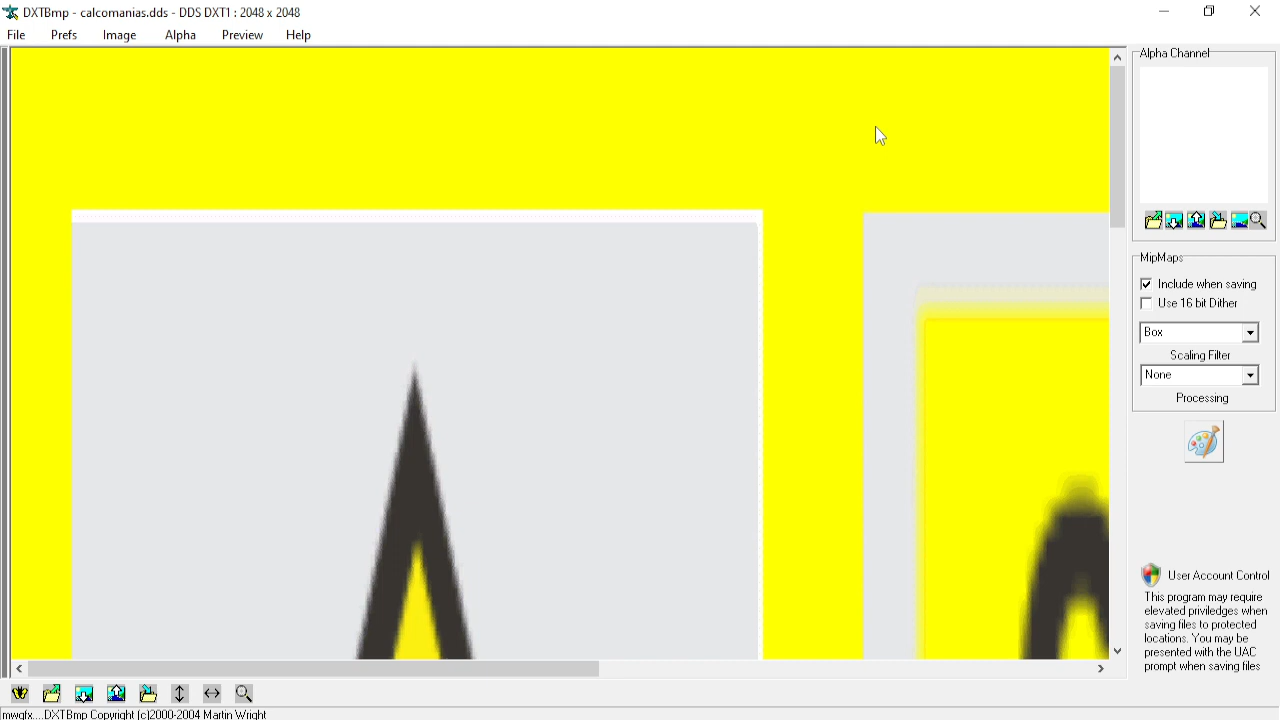 DXTBmp - calcomanias.dds - DDS DXT1 : 2048 x 2048
File Prefs Image Alpha Preview Help
Alpha Channel
MipMaps
Include when saving
Use 16 bit Dither
Box
Scaling Filter
None
Processing
User Account Control
This program may require
elevated priviledges when
saving files to protected
locations. You may be
presented with the UAC
prompt when saving files
mwgfx....DXTBmp Copyright (c)2000-2004 Martin Wright